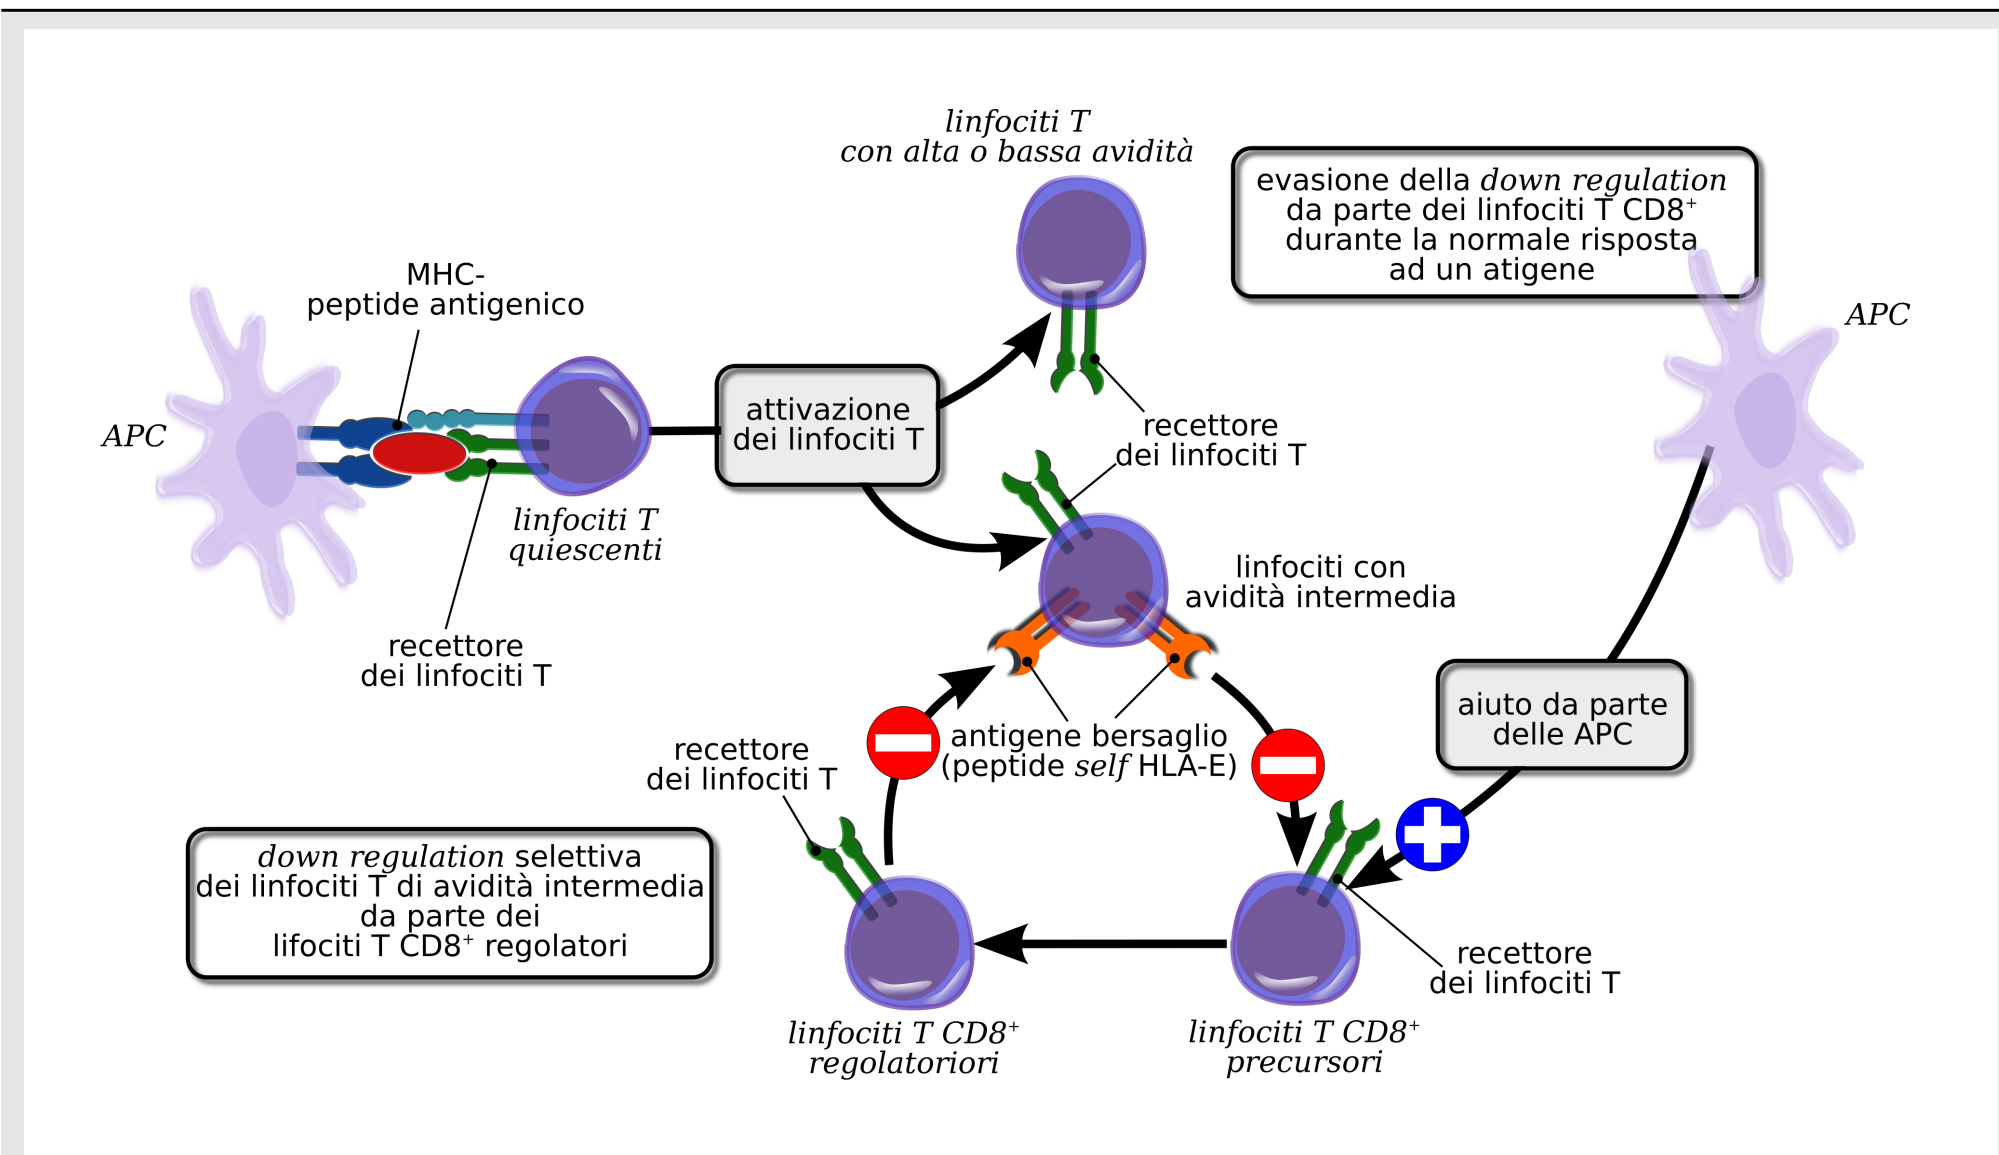 linfociti T
con alta o bassa avidità
evasione della down regulation
da parte dei linfociti T CD8⁺
durante la normale risposta
ad un atigene
MHC-
peptide antigenico
APC
APC
attivazione
dei linfociti T
recettore
dei linfociti T
linfociti T
quiescenti
linfociti con
avidità intermedia
recettore
dei linfociti T
aiuto da parte
delle APC
antigene bersaglio
(peptide self HLA-E)
recettore
dei linfociti T
down regulation selettiva
dei linfociti T di avidità intermedia
da parte dei
lifociti T CD8⁺ regolatori
recettore
dei linfociti T
linfociti T CD8⁺
regolatoriori
linfociti T CD8⁺
precursori